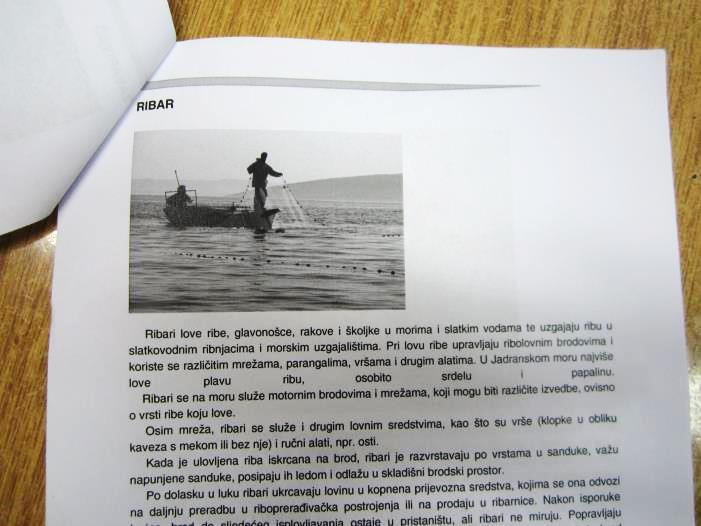 RIBAR
Ribari love ribe, glavonošce, rakove i školjke u morima i slatkim vodama te uzgajaju ribu u
slatkovodnim ribnjacima i morskim uzgajalištima. Pri lovu ribe upravljaju ribolovnim brodovima i
koriste se različitim mrežama, parangalima, vršama i drugim alatima. U Jadranskom moru najviše
love plavu ribu, osobito srdelu i papalinu.
Ribari se na moru služe motornim brodovima i mrežama, koji mogu biti različite izvedbe, ovisno
o vrsti ribe koju love.
Osim mreža, ribari se služe i drugim lovnim sredstvima, kao što su vrše (klopke u obliku
kaveza s mekom ili bez nje) i ručni alati, npr. osti.
Kada je ulovljena riba iskrcana na brod, ribari je razvrstavaju po vrstama u sanduke, važu
napunjene sanduke, posipaju ih ledom i odlažu u skladišni brodski prostor.
Po dolasku u luku ribari ukrcavaju lovinu u kopnena prijevozna sredstva, kojima se ona odvozi
na daljnju preradbu u ribopreradivačka postrojenja ili na prodaju u ribarnice. Nakon isporuke
brod do sljedećeg isplovljavanja ostaje u pristaništu, ali ribari ne miruju. Popravljaju